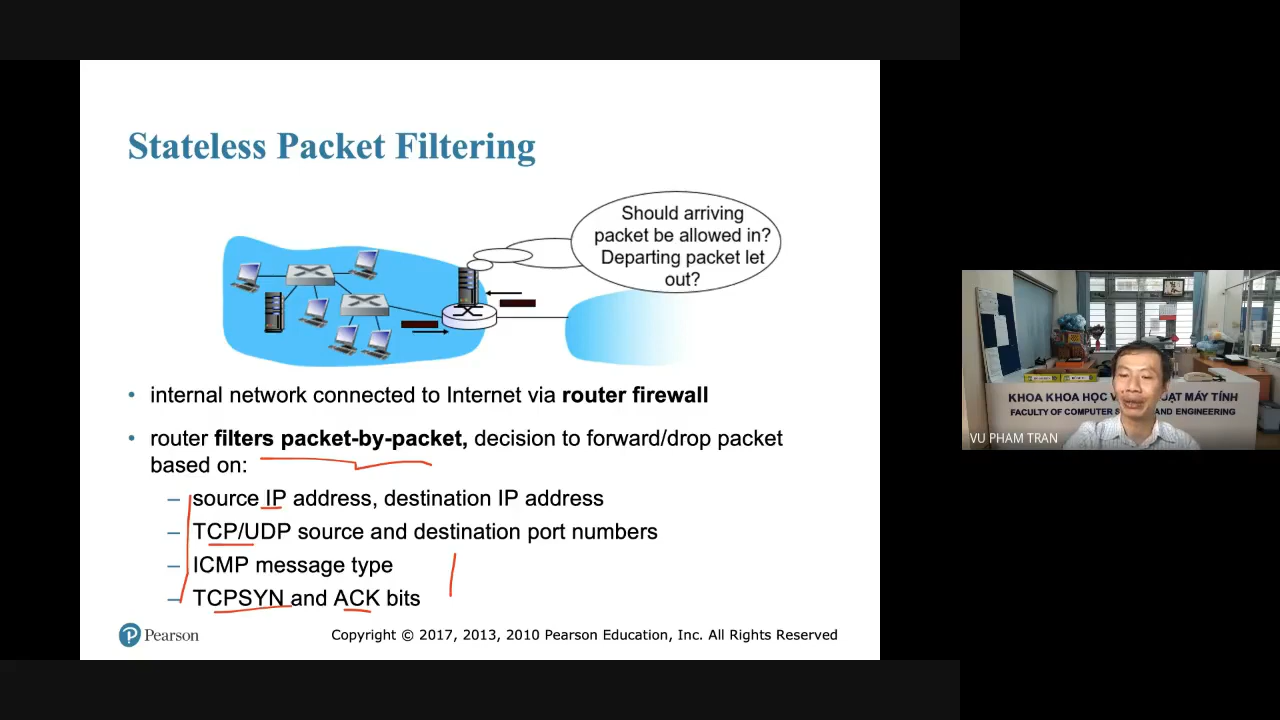 Stateless Packet Filtering
Should arriving
packet be allowed in?
Departing packet let
out?
• internal network connected to Internet via router firewall
• router filters packet-by-packet, decision to forward/drop packet
based on:
– source IP address, destination IP address
– TCP/UDP source and destination port numbers
– ICMP message type
– TCPSYN and ACK bits
Pearson
Copyright © 2017, 2013, 2010 Pearson Education, Inc. All Rights Reserved
KHOA KHOA HỌC V
ẠT MÁY TÍNH
FACULTY OF COMPUTER S
AND ENGINEERING
VU PHAM TRAN